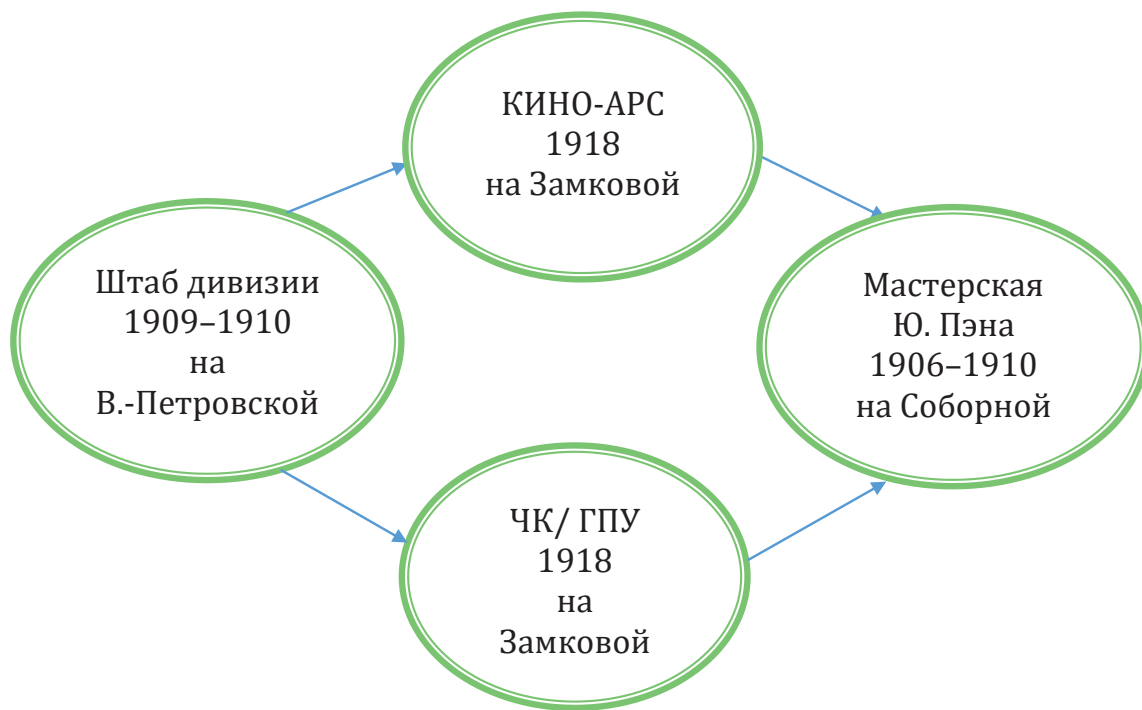 КИНО-АРС
1918
на Замковой
Штаб дивизии
1909–1910
на
В.-Петровской
Мастерская
Ю. Пэна
1906–1910
на Соборной
ЧК/ ГПУ
1918
на
Замковой